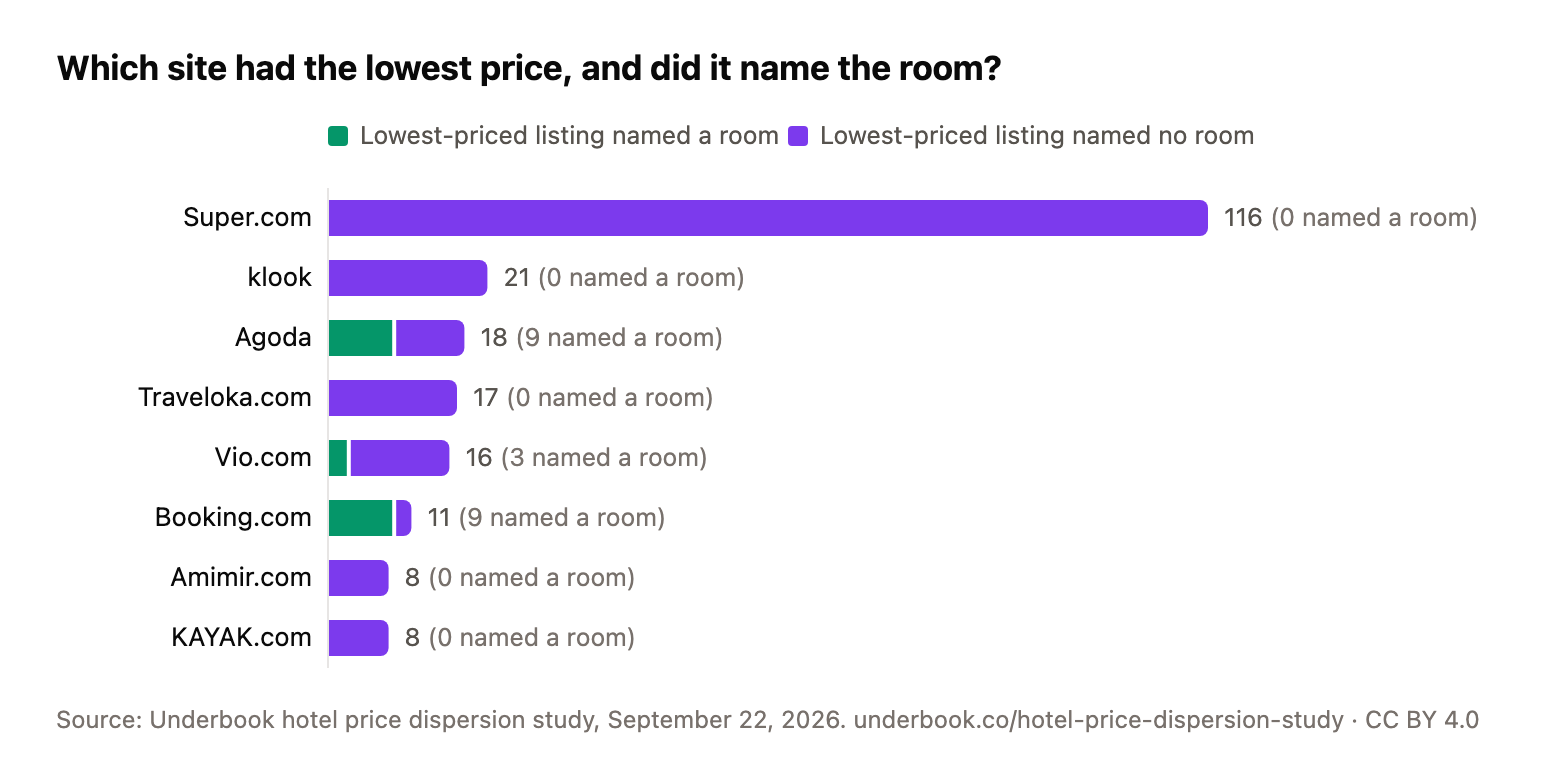 Which site had the lowest price, and did it name the room?
Lowest-priced listing named a room Lowest-priced listing named no room
Super.com 116 (0 named a room)
klook 21 (0 named a room)
Agoda 18 (9 named a room)
Traveloka.com 17 (0 named a room)
Vio.com 16 (3 named a room)
Booking.com 11 (9 named a room)
Amimir.com 8 (0 named a room)
KAYAK.com 8 (0 named a room)
Source: Underbook hotel price dispersion study, September 22, 2026. underbook.co/hotel-price-dispersion-study · CC BY 4.0